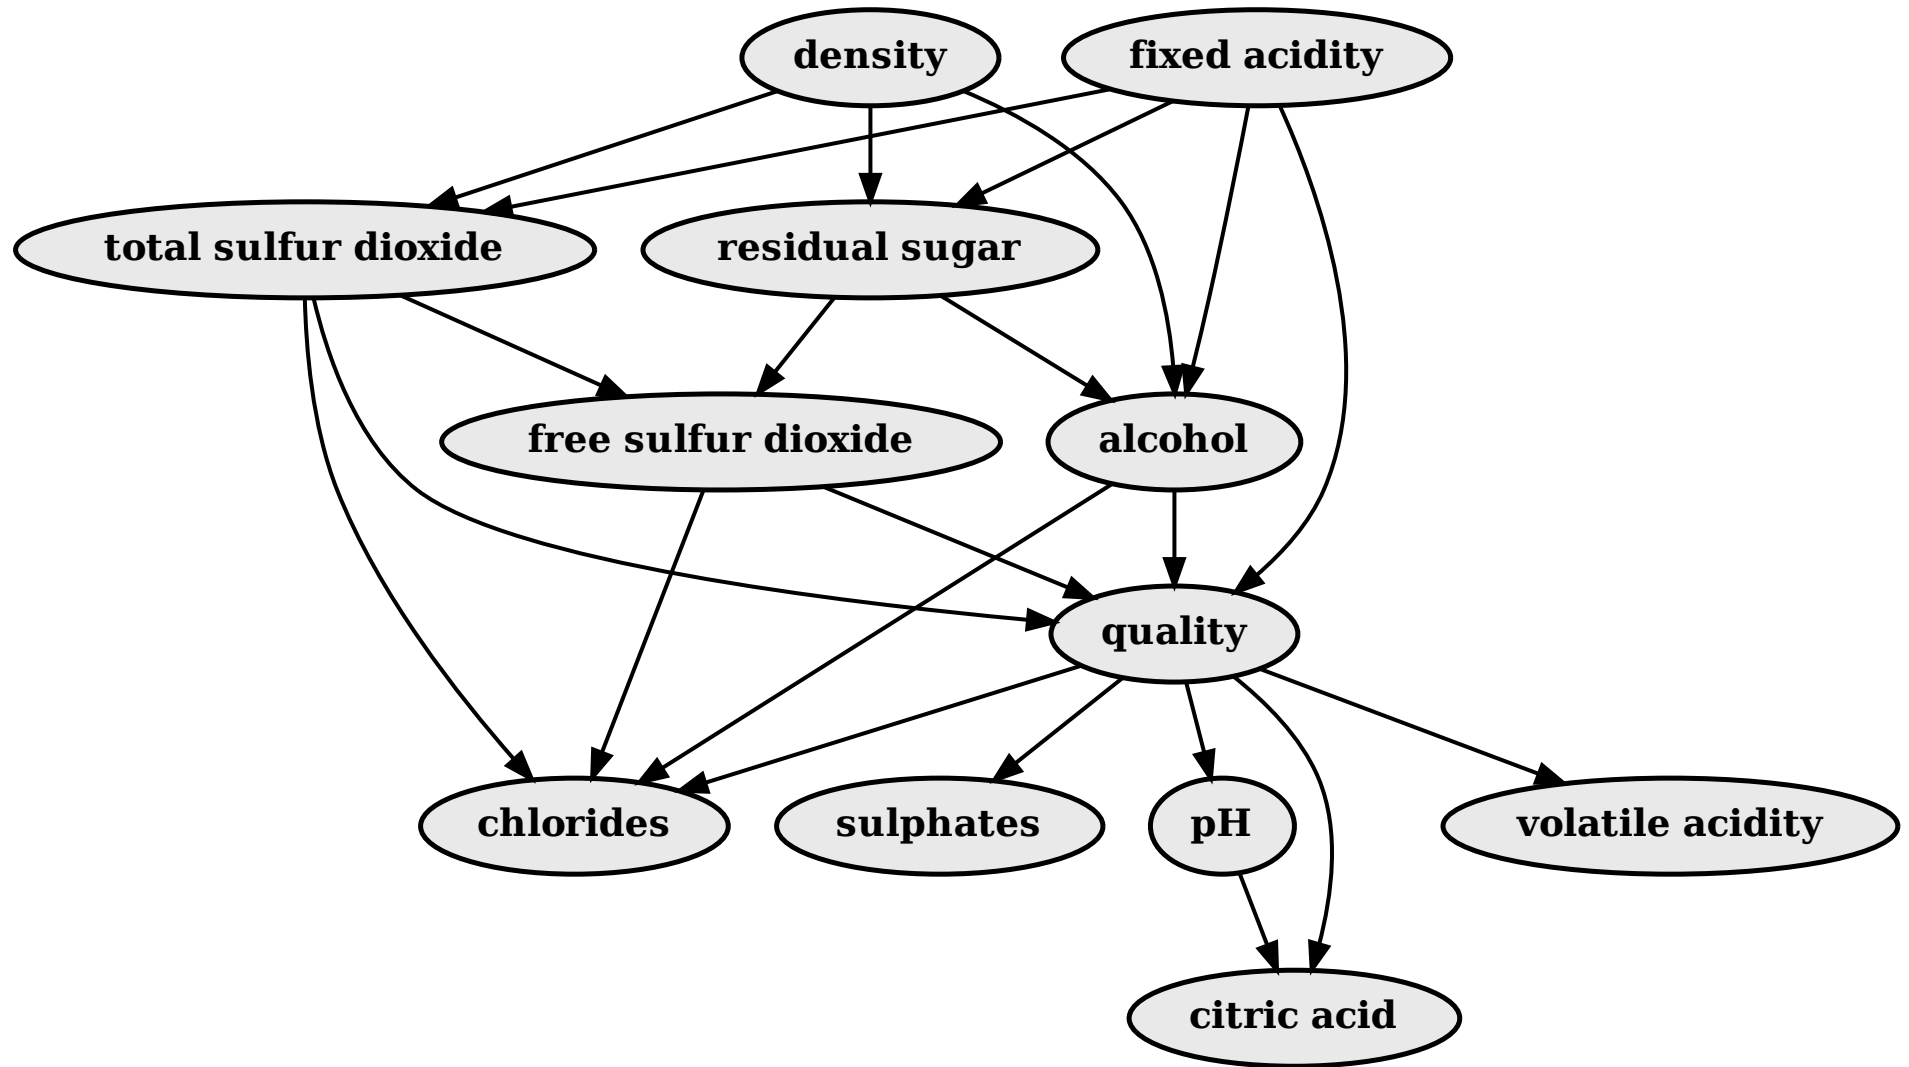 density
fixed acidity
total sulfur dioxide
residual sugar
free sulfur dioxide
alcohol
quality
chlorides
sulphates
pH
volatile acidity
citric acid